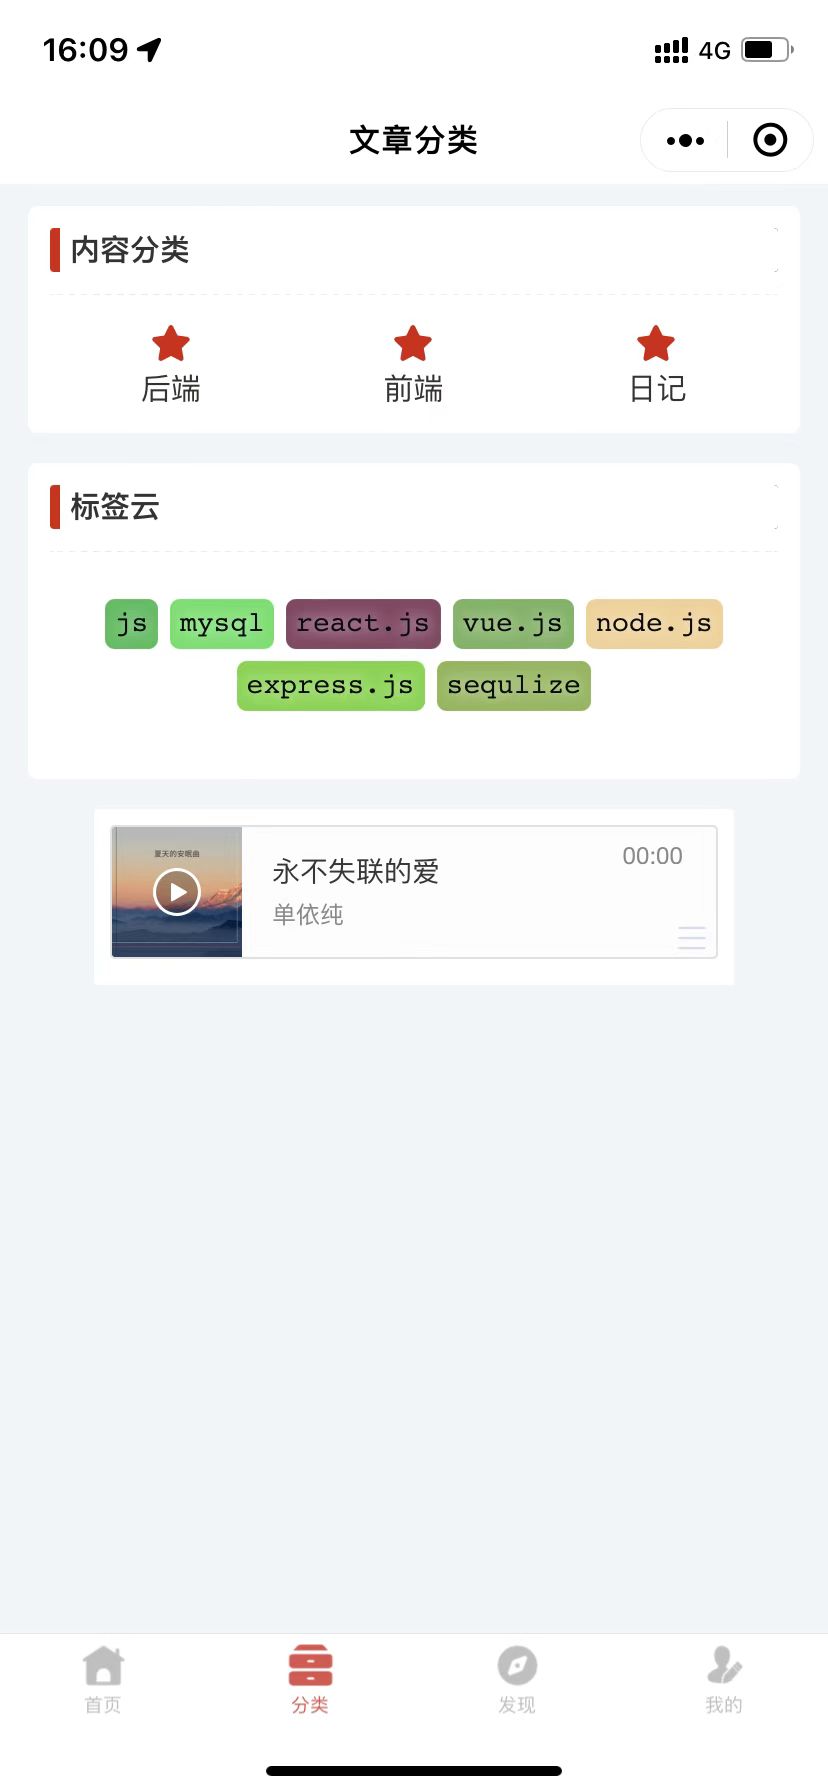 16:09 4G
文章分类
内容分类
后端 前端 日记
标签云
js mysql react.js vue.js node.js
express.js sequlize
夏天的安眠曲
永不失联的爱 00:00
单依纯
首页 分类 发现 我的